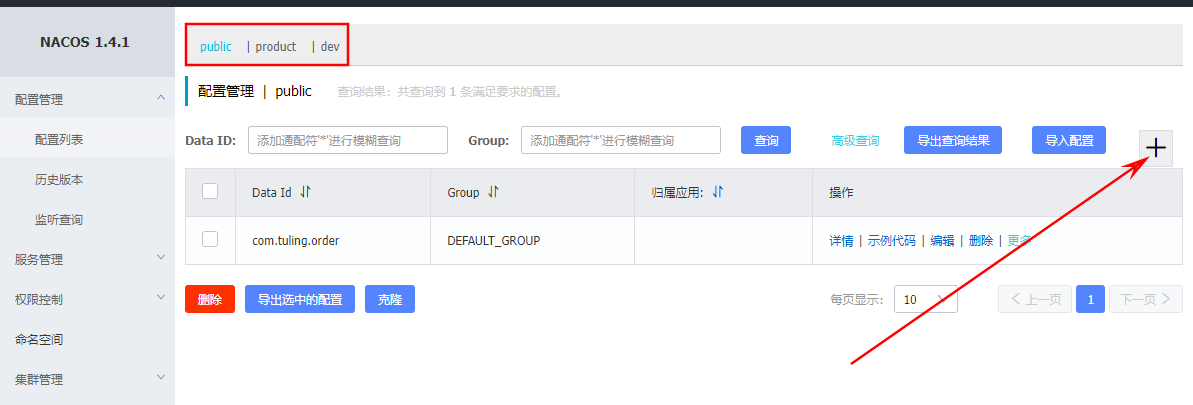 NACOS 1.4.1
配置管理
配置列表
历史版本
监听查询
服务管理
权限控制
命名空间
集群管理
public | product | dev
配置管理 | public 查询结果：共查询到 1 条满足要求的配置。
Data ID: 添加通配符'*'进行模糊查询 Group: 添加通配符'*'进行模糊查询 查询 高级查询 导出查询结果 导入配置
Data Id Group 归属应用: 操作
com.tuling.order DEFAULT_GROUP 详情 | 示例代码 | 编辑 | 删除 | 更多
删除 导出选中的配置 克隆 每页显示: 10 上一页 1 下一页